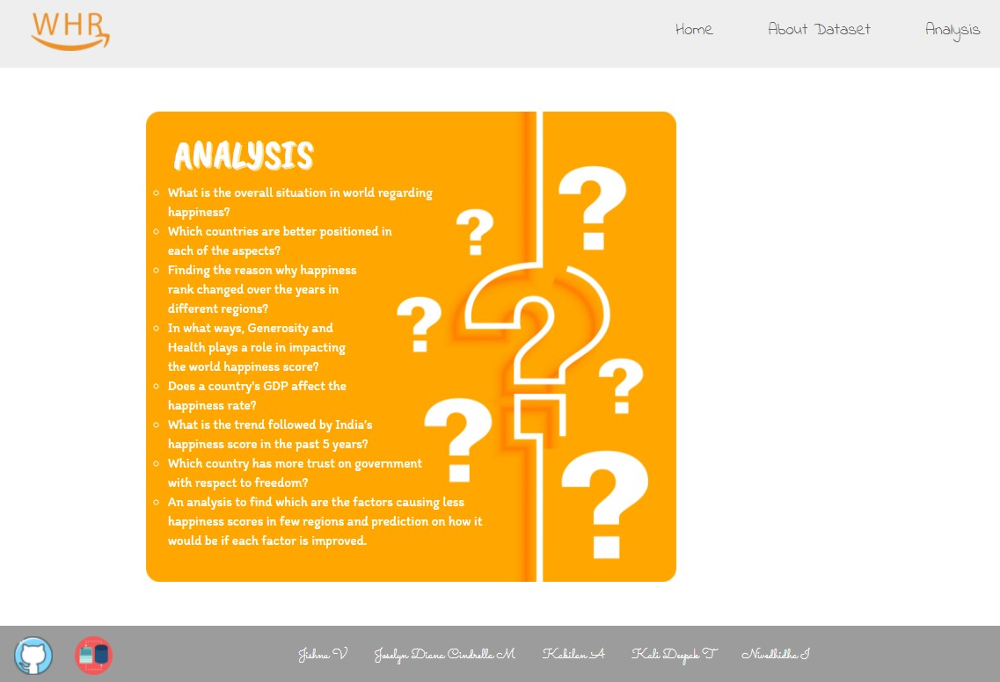 WHR
Home About Dataset Analysis
ANALYSIS
What is the overall situation in world regarding
happiness?
Which countries are better positioned in
each of the aspects?
Finding the reason why happiness
rank changed over the years in
different regions?
In what ways, Generosity and
Health plays a role in impacting
the world happiness score?
Does a country's GDP affect the
happiness rate?
What is the trend followed by India's
happiness score in the past 5 years?
Which country has more trust on government
with respect to freedom?
An analysis to find which are the factors causing less
happiness scores in few regions and prediction on how it
would be if each factor is improved.
?
?
?
?
?
?
?
Jishnu V Joselyn Diana Cindrella M Kabilan A Kali Deepak T Nivedhidha I